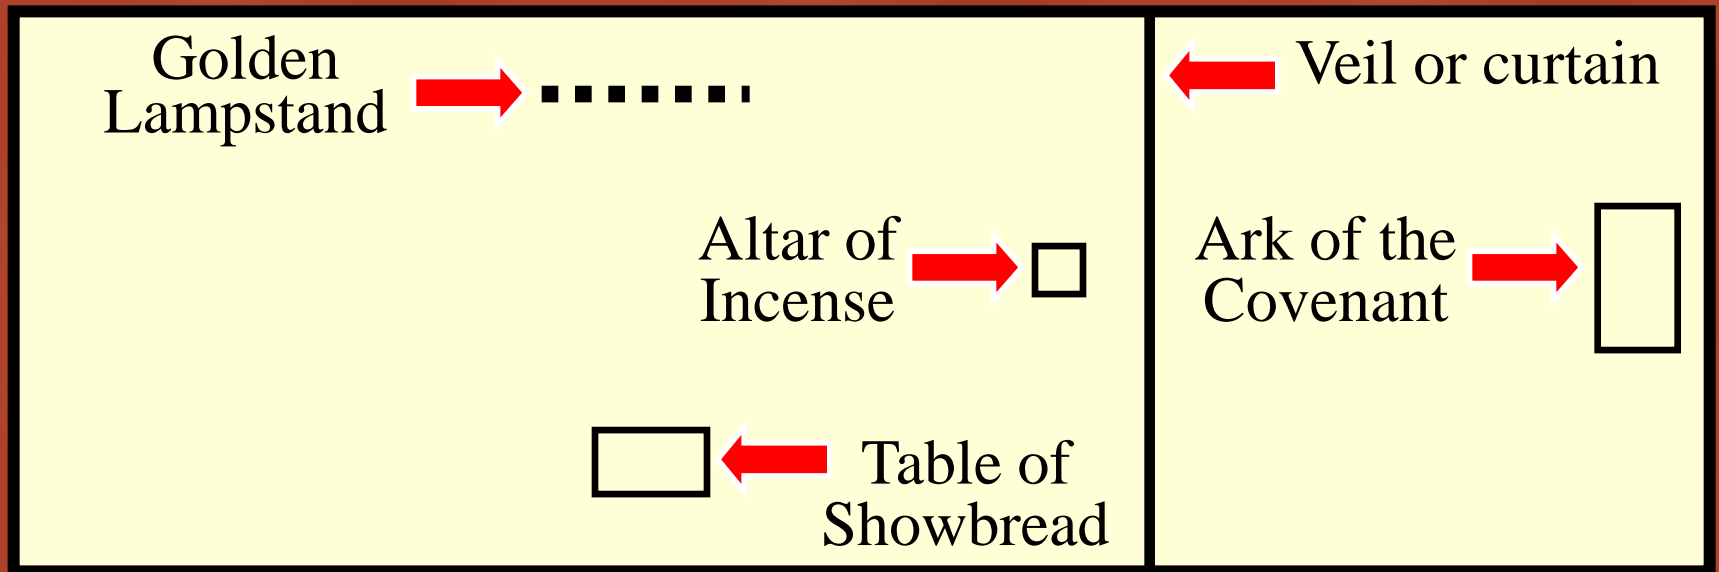 Golden
Lampstand
Veil or curtain
Altar of
Incense
Ark of the
Covenant
Table of
Showbread